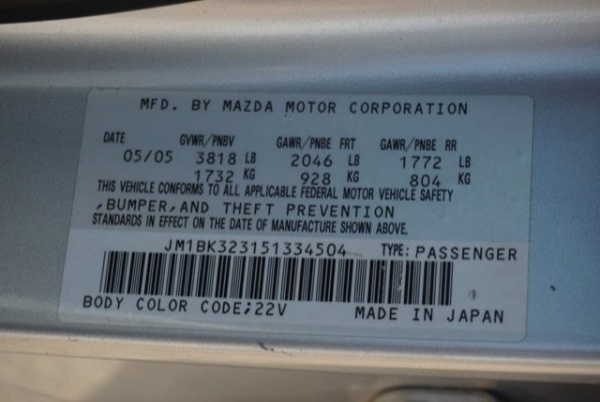 MFD. BY MAZDA MOTOR CORPORATION
DATE GVWR/PNBV GAWR/PNBE FRT GAWR/PNBE RR
05/05 3818 LB 2046 LB 1772 LB
1732 KG 928 KG 804 KG
THIS VEHICLE CONFORMS TO ALL APPLICABLE FEDERAL MOTOR VEHICLE SAFETY
,BUMPER,AND THEFT PREVENTION
STANDARDS IN EFFECT ON THE DATE OF MANUFACTURE SHOWN ABOVE.
JM1BK323151334504 TYPE: PASSENGER
BODY COLOR CODE;22V MADE IN JAPAN